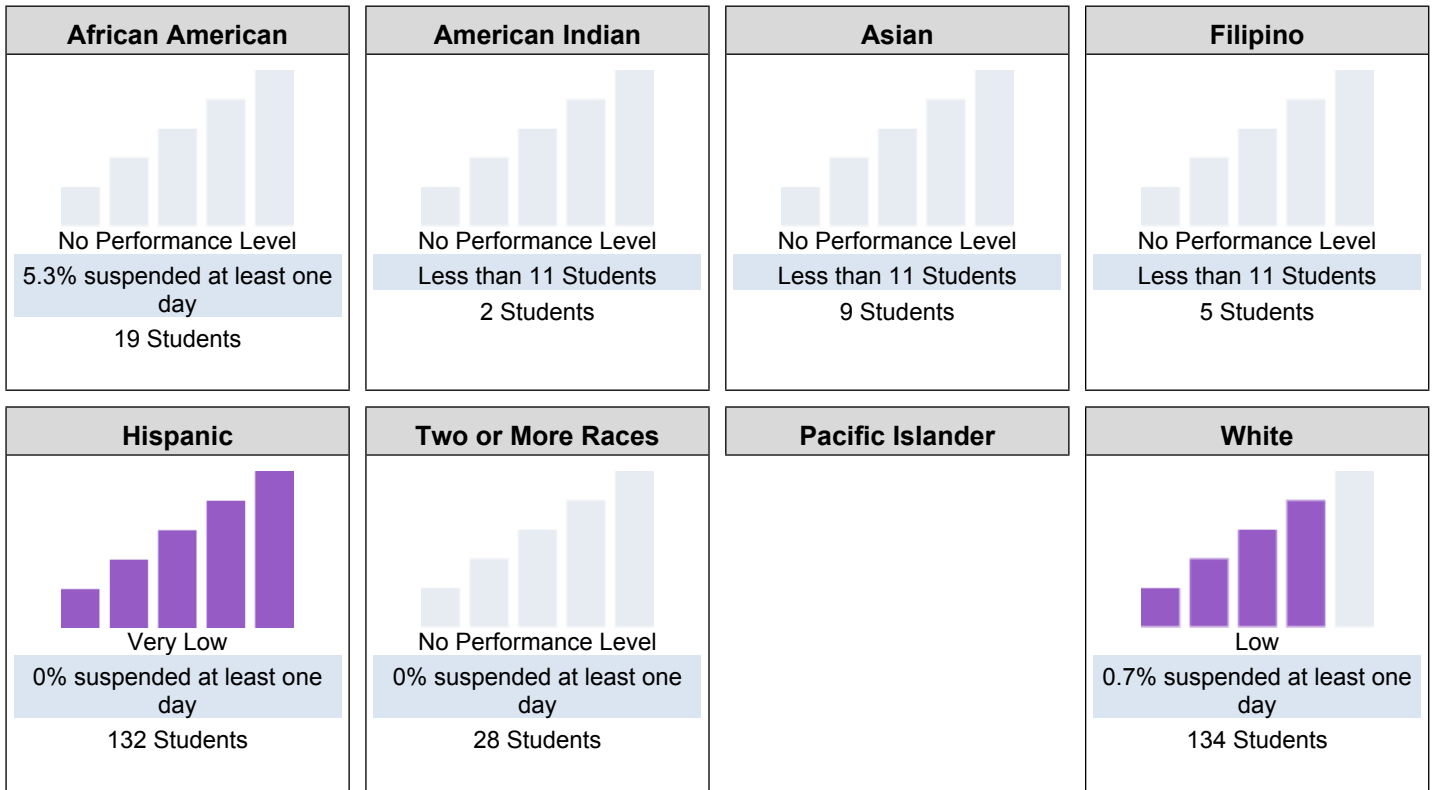 African American
No Performance Level
5.3% suspended at least one
day
19 Students
American Indian
No Performance Level
Less than 11 Students
2 Students
Asian
No Performance Level
Less than 11 Students
9 Students
Filipino
No Performance Level
Less than 11 Students
5 Students
Hispanic
Very Low
0% suspended at least one
day
132 Students
Two or More Races
No Performance Level
0% suspended at least one
day
28 Students
Pacific Islander
White
Low
0.7% suspended at least one
day
134 Students